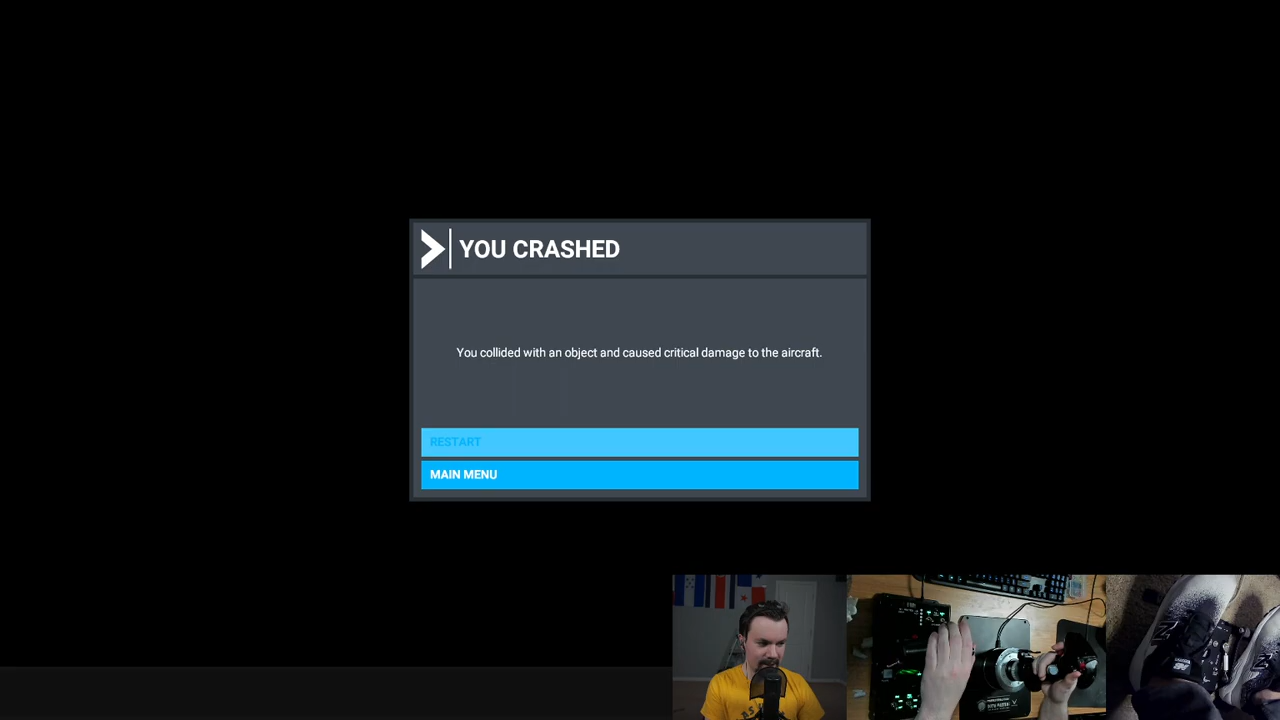 YOU CRASHED
You collided with an object and caused critical damage to the aircraft.
RESTART
MAIN MENU